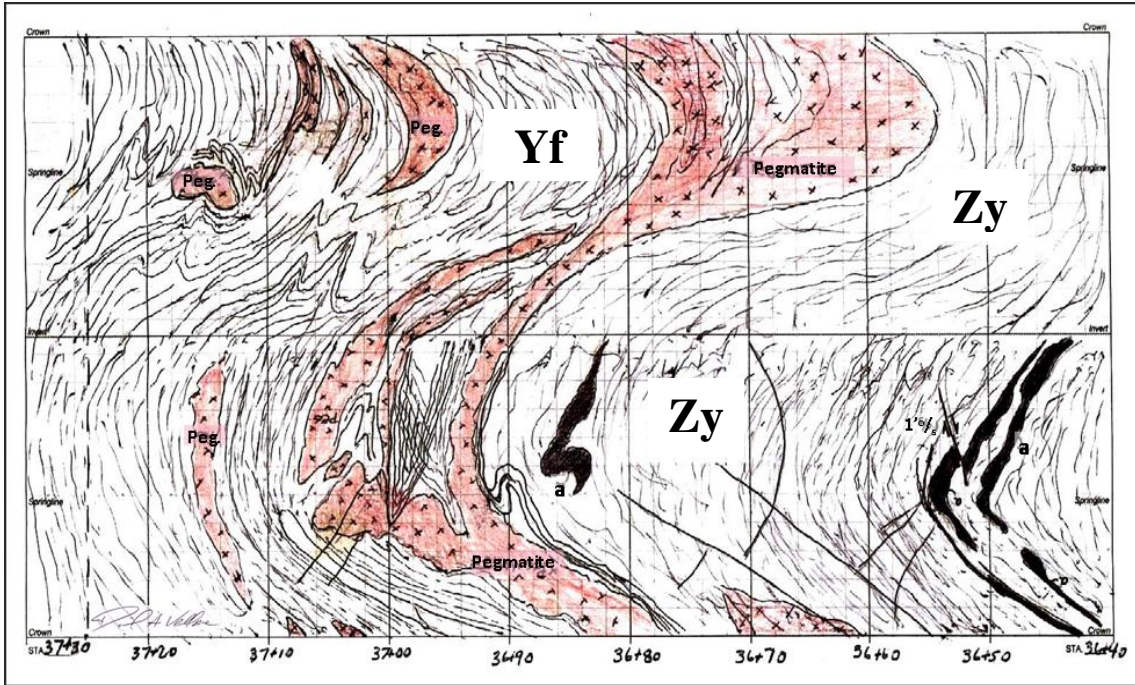 Crown
Crown
Peg.
Yf
Pegmatite
Springline
Peg.
Springline
Zy
Invert
Invert
Zy
Peg.
a
a
Springline
Springline
Pegmatite
Crown
Crown
STA. 37+30 37+20 37+10 37+00 36+90 36+80 36+70 36+60 36+50 STA. 36+40